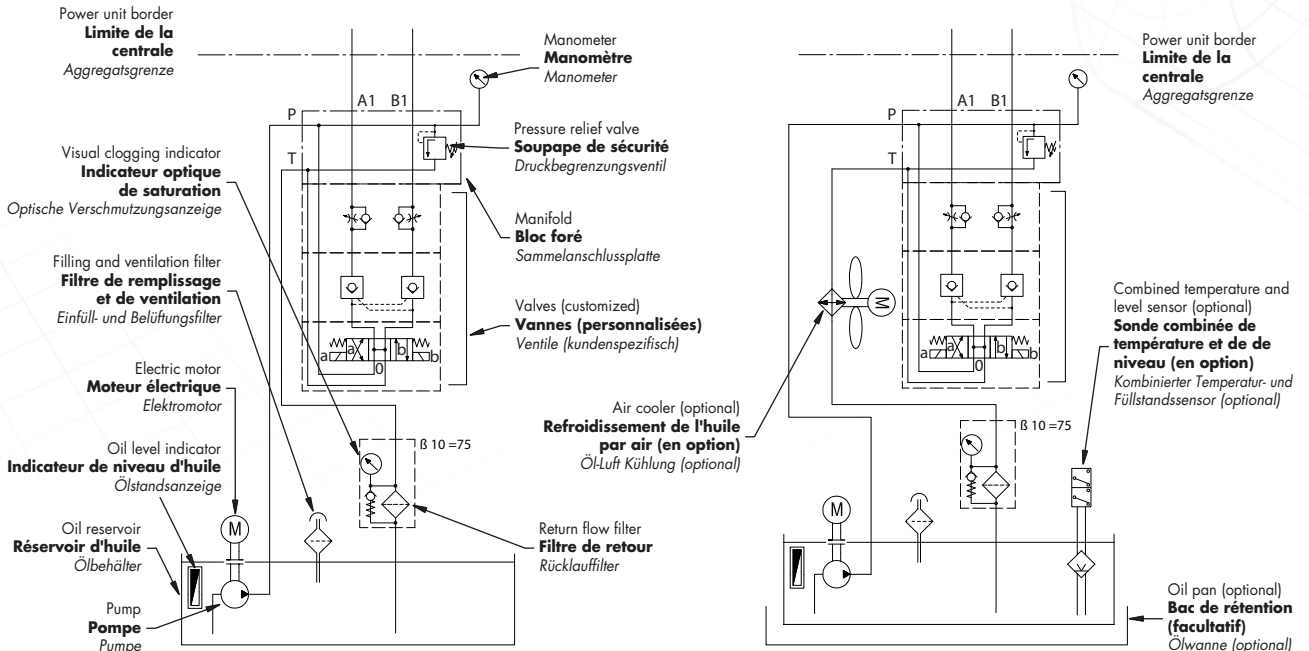 Power unit border
Limite de la
centrale
Aggregatsgrenze
Manometer
Manomètre
Manometer
A1 B1
P
Pressure relief valve
Soupape de sécurité
Druckbegrenzungsventil
T
Visual clogging indicator
Indicateur optique
de saturation
Optische Verschmutzungsanzeige
Manifold
Bloc foré
Sammelanschlussplatte
Filling and ventilation filter
Filtre de remplissage
et de ventilation
Einfüll- und Belüftungsfilter
Valves (customized)
Vannes (personnalisées)
Ventile (kundenspezifisch)
a a b b
0
Electric motor
Moteur électrique
Elektromotor
ß 10 =75
Oil level indicator
Indicateur de niveau d'huile
Ölstandsanzeige
M
Oil reservoir
Réservoir d'huile
Ölbehälter
Return flow filter
Filtre de retour
Rücklauffilter
Pump
Pompe
Pumpe
Power unit border
Limite de la
centrale
Aggregatsgrenze
A1 B1
P
T
M
Combined temperature and
level sensor (optional)
Sonde combinée de
température et de de
niveau (en option)
Kombinierter Temperatur- und
Füllstandssensor (optional)
a a b b
0
Air cooler (optional)
Refroidissement de l'huile
par air (en option)
Öl-Luft Kühlung (optional)
ß 10 =75
M
Oil pan (optional)
Bac de rétention
(facultatif)
Ölwanne (optional)